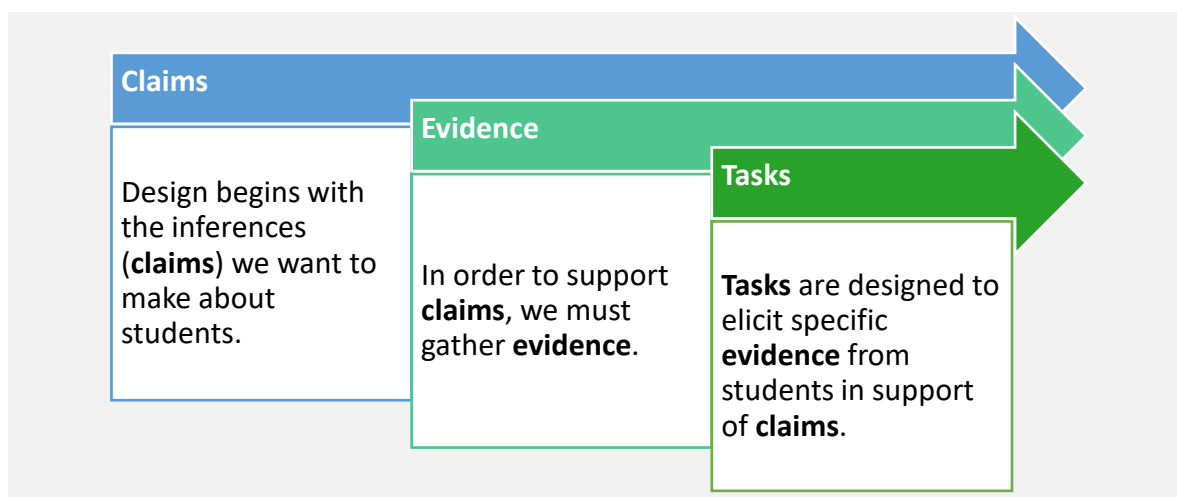 Claims
Design begins with
the inferences
(claims) we want to
make about
students.
Evidence
In order to support
claims, we must
gather evidence.
Tasks
Tasks are designed to
elicit specific
evidence from
students in support
of claims.